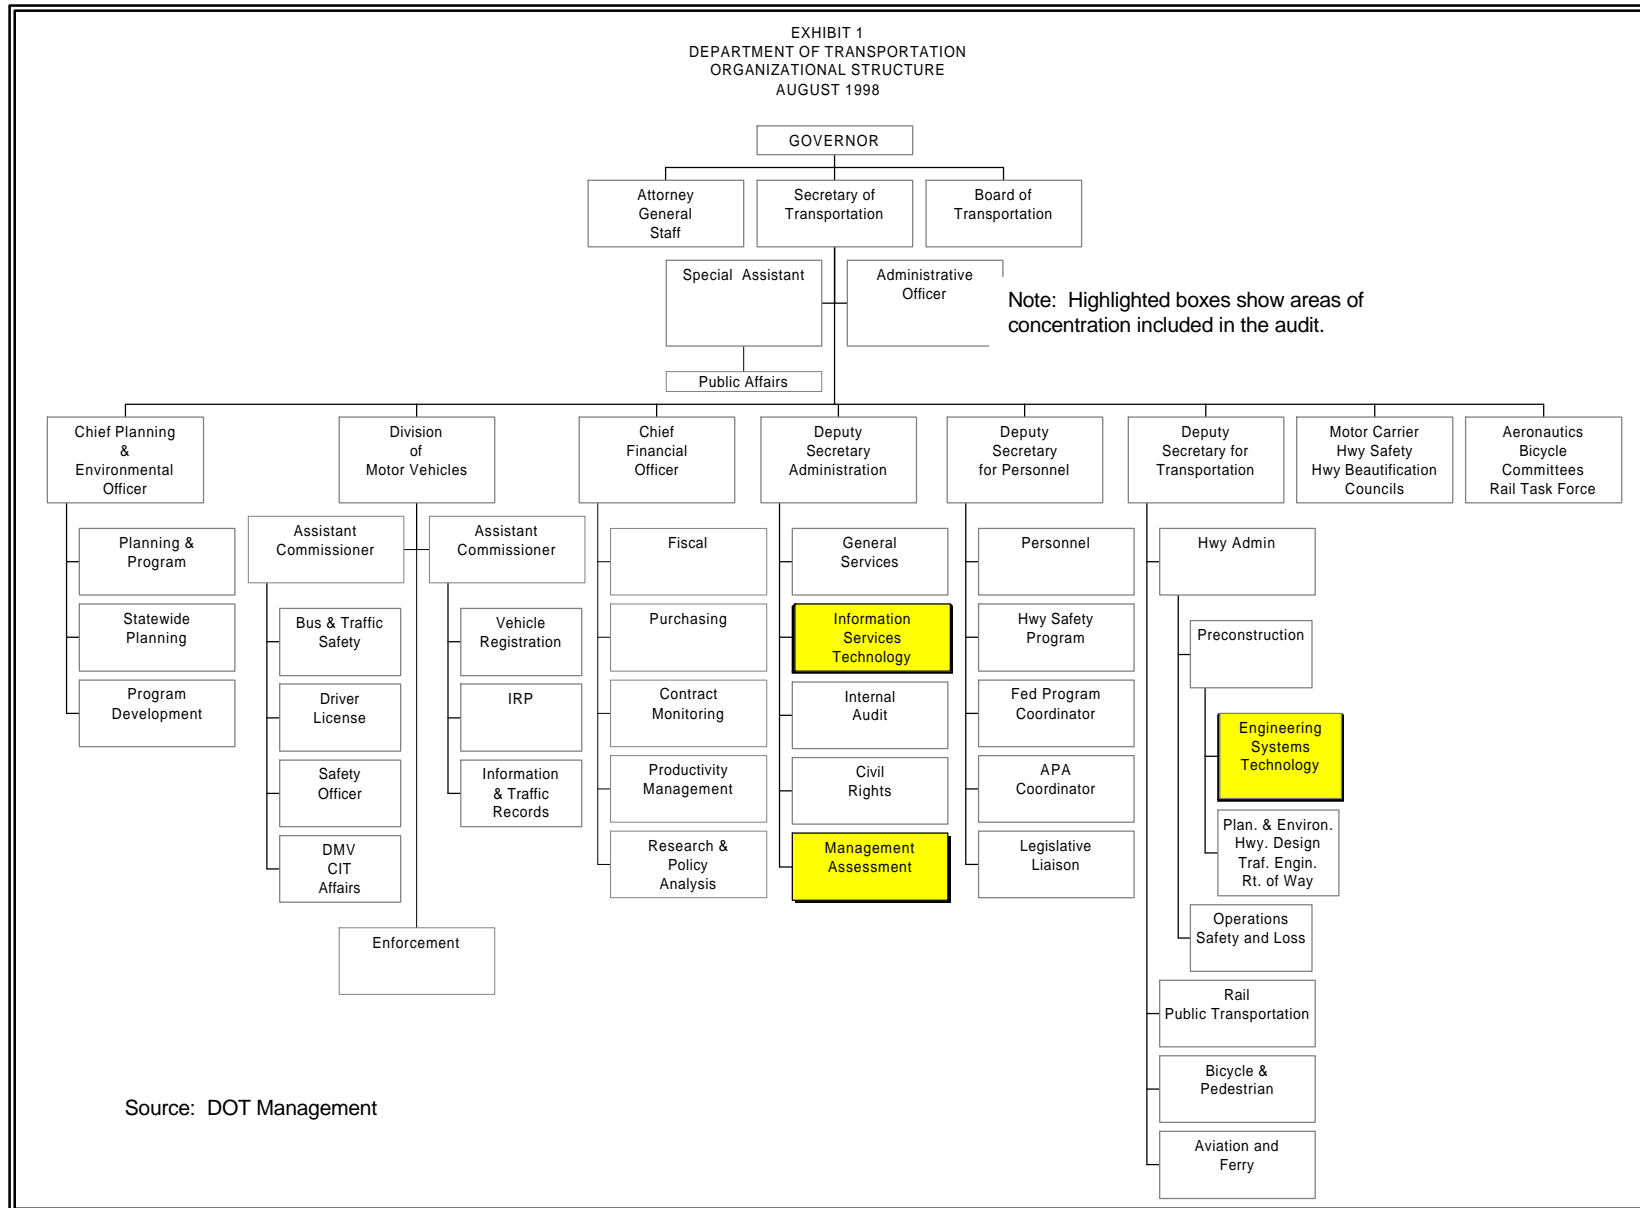 EXHIBIT 1
DEPARTMENT OF TRANSPORTATION
ORGANIZATIONAL STRUCTURE
AUGUST 1998
GOVERNOR
Attorney
General
Staff
Secretary of
Transportation
Board of
Transportation
Special Assistant
Administrative
Officer
Note: Highlighted boxes show areas of
concentration included in the audit.
Public Affairs
Chief Planning
&
Environmental
Officer
Division
of
Motor Vehicles
Chief
Financial
Officer
Deputy
Secretary
Administration
Deputy
Secretary
for Personnel
Deputy
Secretary for
Transportation
Motor Carrier
Hwy Safety
Hwy Beautification
Councils
Aeronautics
Bicycle
Committees
Rail Task Force
Planning &
Program
Statewide
Planning
Program
Development
Assistant
Commissioner
Assistant
Commissioner
Bus & Traffic
Safety
Driver
License
Safety
Officer
DMV
CIT
Affairs
Vehicle
Registration
IRP
Information
& Traffic
Records
Enforcement
Fiscal
Purchasing
Contract
Monitoring
Productivity
Management
Research &
Policy
Analysis
General
Services
Information
Services
Technology
Internal
Audit
Civil
Rights
Management
Assessment
Personnel
Hwy Safety
Program
Fed Program
Coordinator
APA
Coordinator
Legislative
Liaison
Hwy Admin
Preconstruction
Engineering
Systems
Technology
Plan. & Environ.
Hwy. Design
Traf. Engin.
Rt. of Way
Operations
Safety and Loss
Rail
Public Transportation
Bicycle &
Pedestrian
Aviation and
Ferry
Source: DOT Management